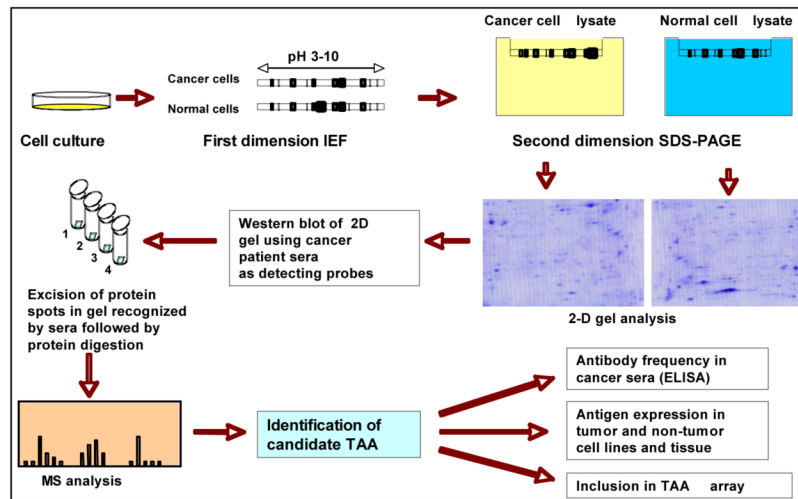 Cancer cell lysate
Normal cell lysate
pH 3-10
Cancer cells
Normal cells
Cell culture
First dimension IEF
Second dimension SDS-PAGE
1
2
3
4
Western blot of 2D
gel using cancer
patient sera
as detecting probes
2-D gel analysis
Excision of protein
spots in gel recognized
by sera followed by
protein digestion
MS analysis
Identification of
candidate TAA
Antibody frequency in
cancer sera (ELISA)
Antigen expression in
tumor and non-tumor
cell lines and tissue
Inclusion in TAA array